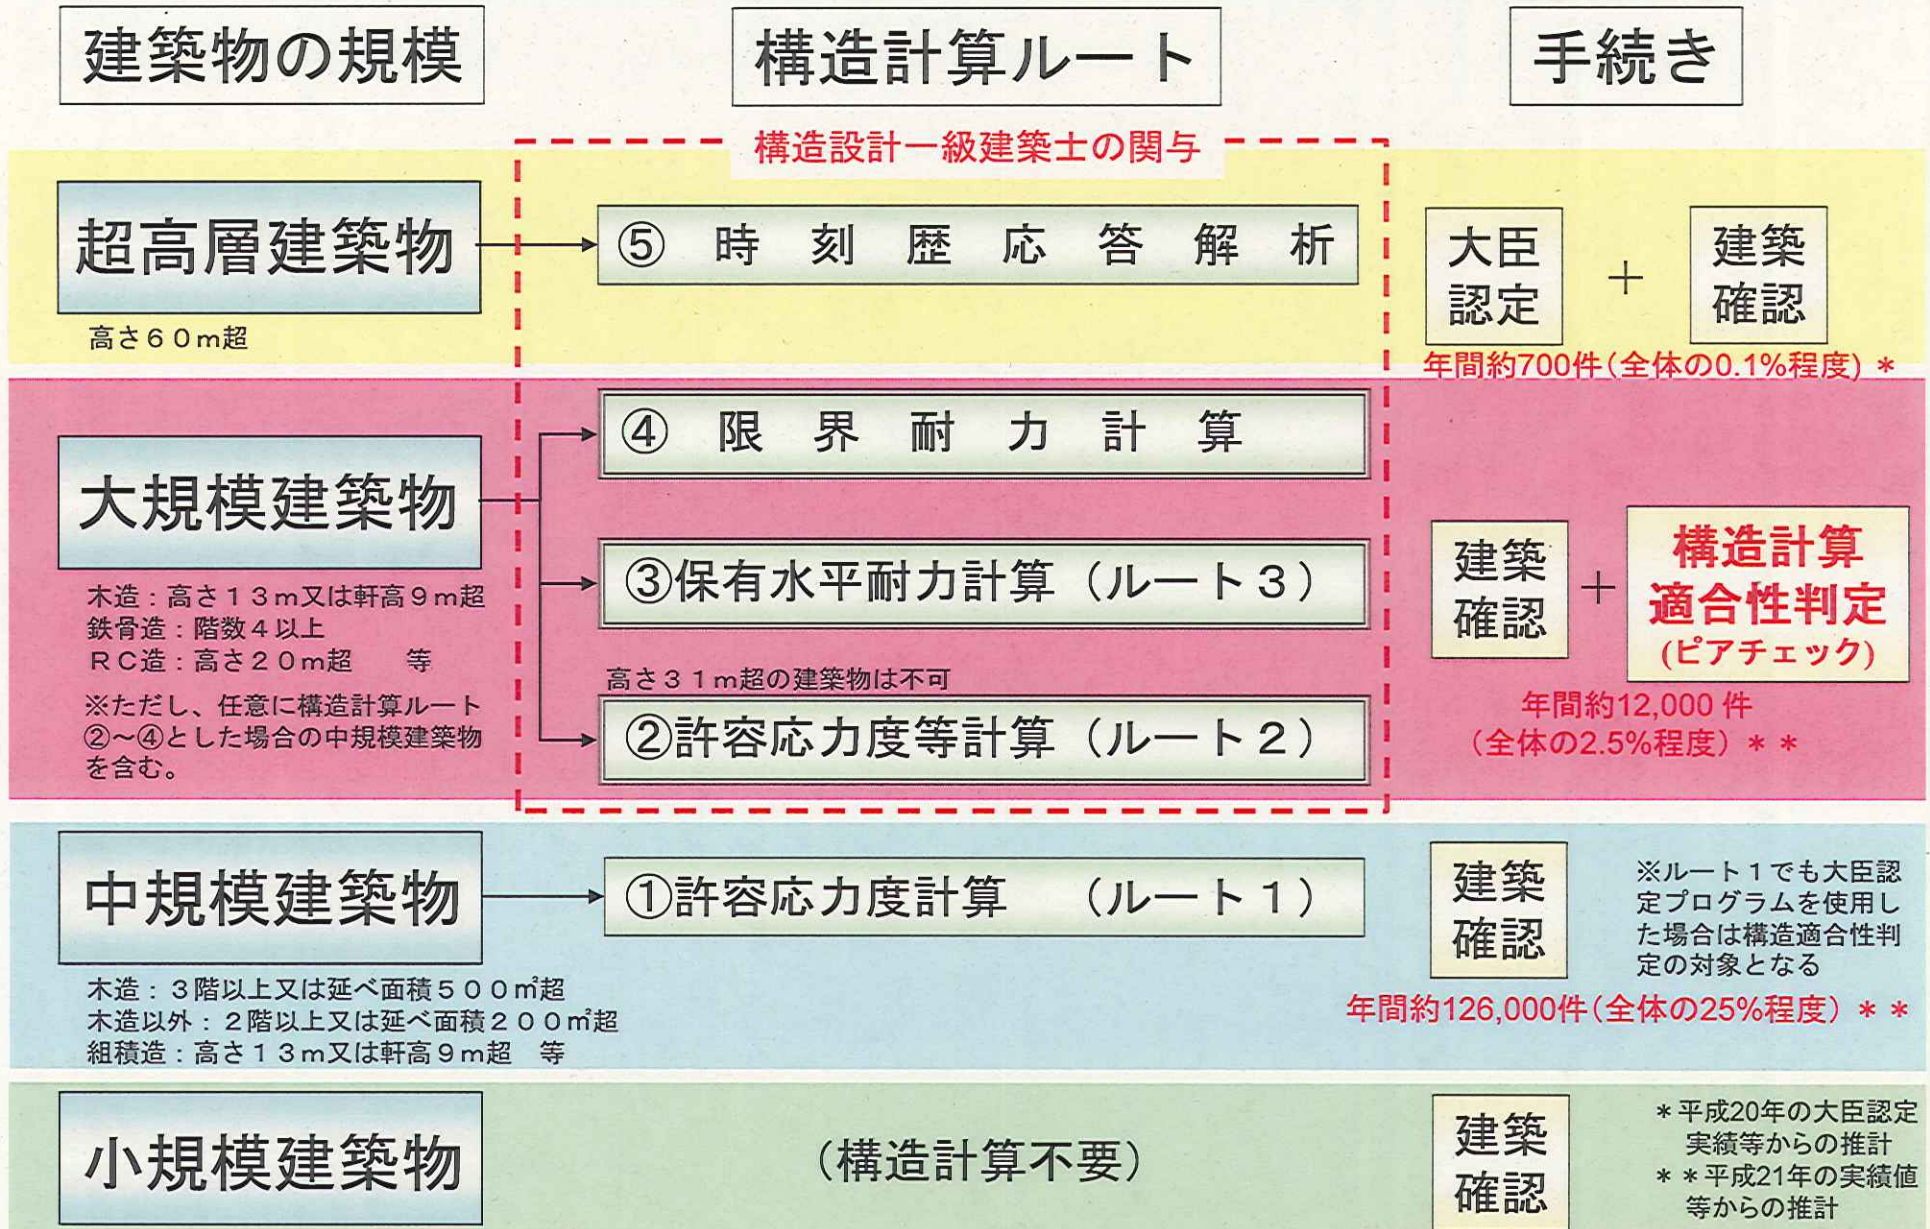 建築物の規模
構造計算ルート
手続き
構造設計一級建築士の関与
超高層建築物
高さ６０ｍ超
⑤ 時刻歴応答解析
大臣
認定
＋
建築
確認
年間約700件(全体の0.1%程度)＊
大規模建築物
木造：高さ１３ｍ又は軒高９ｍ超
鉄骨造：階数４以上
ＲＣ造：高さ２０ｍ超　等
※ただし、任意に構造計算ルート
②～④とした場合の中規模建築物
を含む。
④ 限界耐力計算
③保有水平耐力計算（ルート３）
高さ３１ｍ超の建築物は不可
②許容応力度等計算（ルート２）
建築
確認
＋
構造計算
適合性判定
(ピアチェック)
年間約12,000 件
（全体の2.5%程度）＊＊
中規模建築物
木造：３階以上又は延べ面積５００㎡超
木造以外：２階以上又は延べ面積２００㎡超
組積造：高さ１３ｍ又は軒高９ｍ超　等
①許容応力度計算　（ルート１）
建築
確認
※ルート１でも大臣認
定プログラムを使用し
た場合は構造適合性判
定の対象となる
年間約126,000件(全体の25%程度）＊＊
小規模建築物
（構造計算不要）
建築
確認
＊平成20年の大臣認定
実績等からの推計
＊＊平成21年の実績値
等からの推計